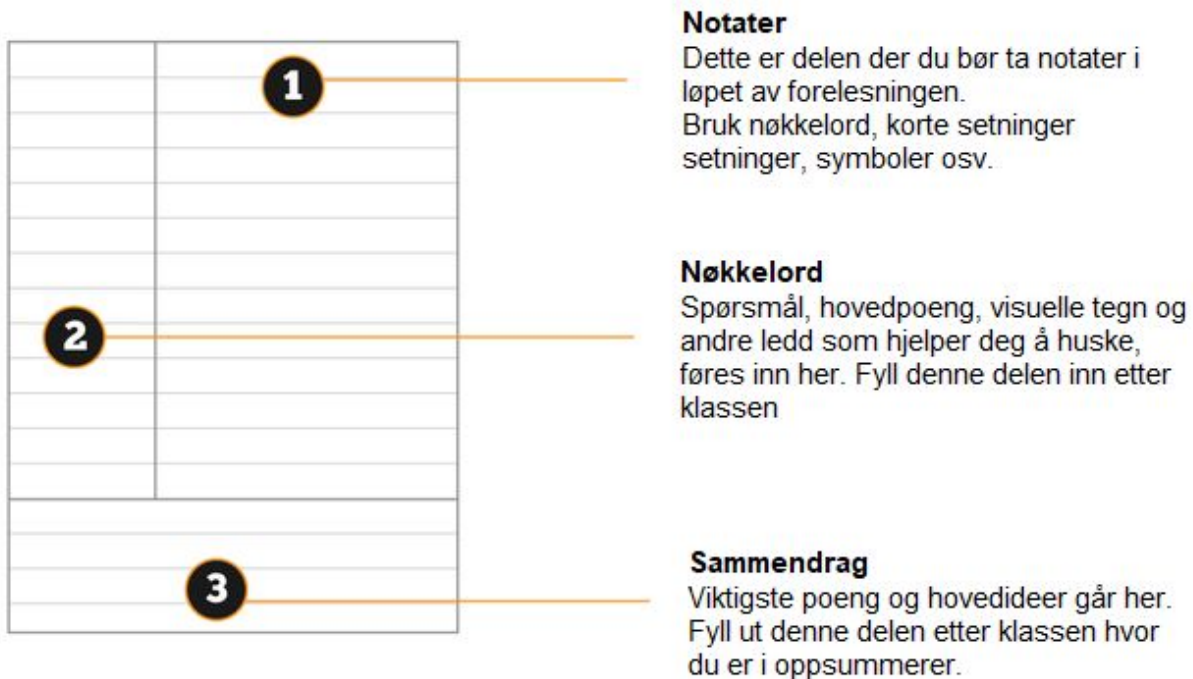 Notater
Dette er delen der du bør ta notater i
løpet av forelesningen.
Bruk nøkkelord, korte setninger
setninger, symboler osv.
1
Nøkkelord
Spørsmål, hovedpoeng, visuelle tegn og
andre ledd som hjelper deg å huske,
føres inn her. Fyll denne delen inn etter
klassen
2
Sammendrag
Viktigste poeng og hovedideer går her.
Fyll ut denne delen etter klassen hvor
du er i oppsummerer.
3